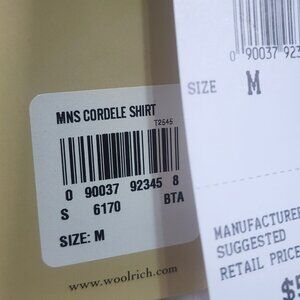 MNS CORDELE SHIRT
T2545
0 90037 92345 8
S 6170 BTA
SIZE: M
www.woolrich.com
0 90037 923
SIZE M
MANUFACTURE
SUGGESTED
RETAIL PRICE